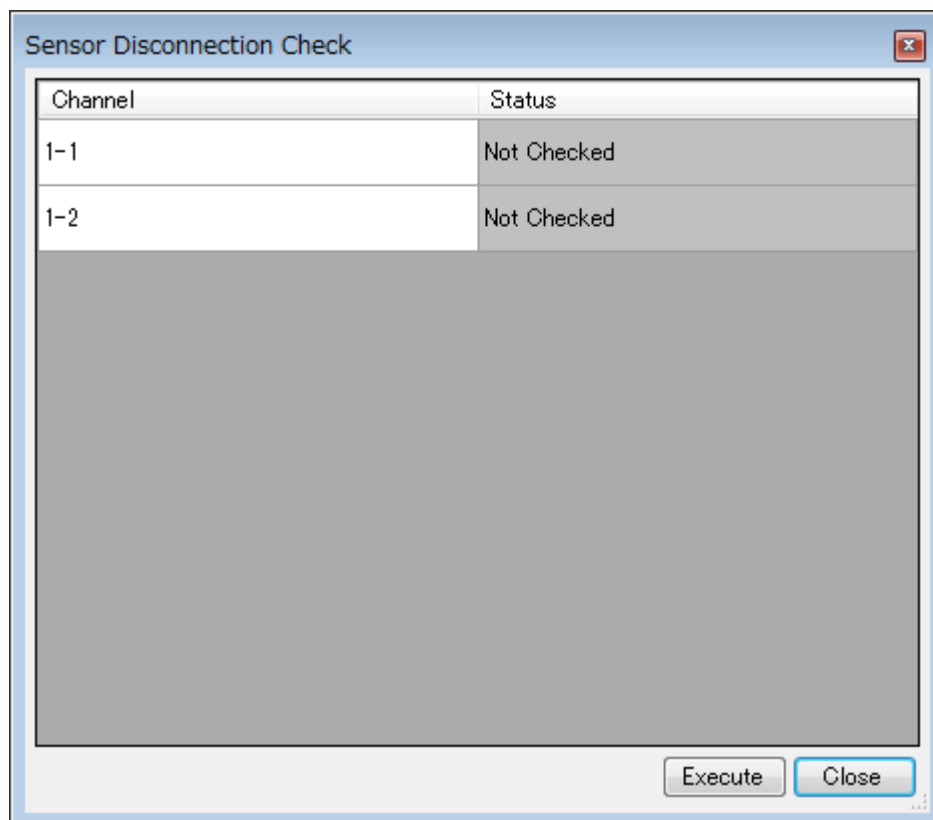 Sensor Disconnection Check
Channel Status
1-1 Not Checked
1-2 Not Checked
Execute Close